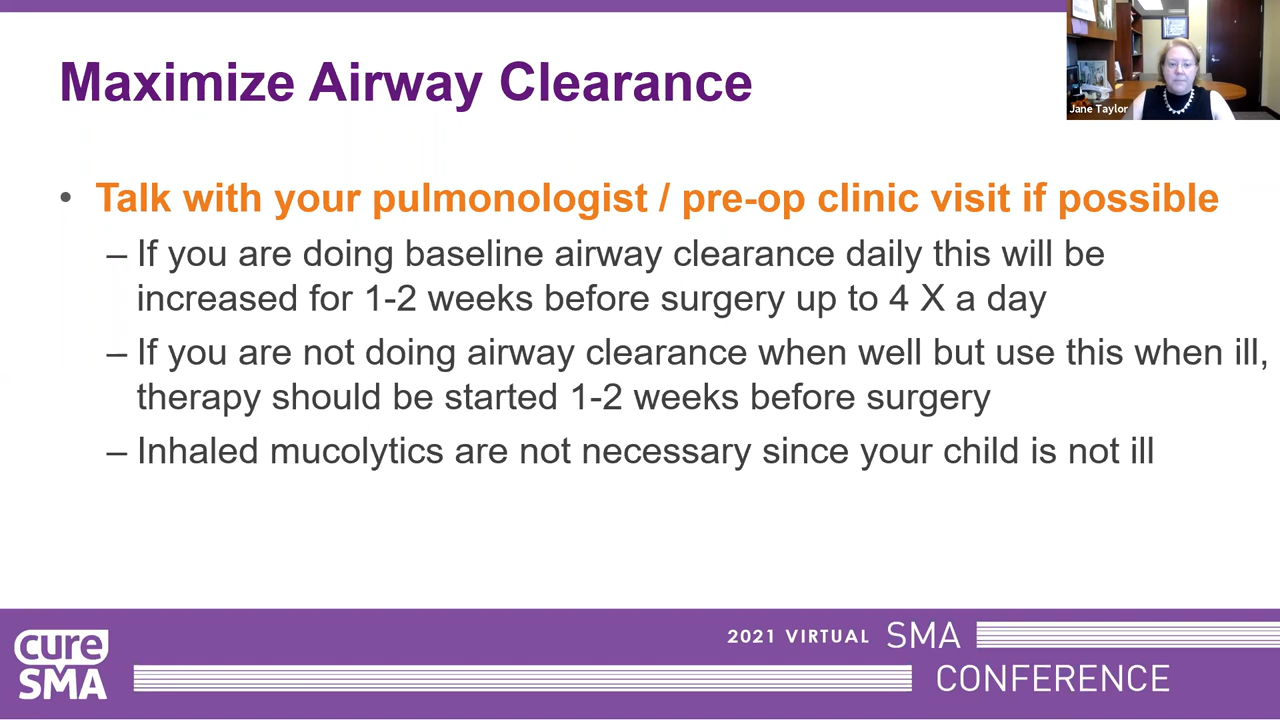 Maximize Airway Clearance
Jane Taylor
• Talk with your pulmonologist / pre-op clinic visit if possible
– If you are doing baseline airway clearance daily this will be
increased for 1-2 weeks before surgery up to 4 X a day
– If you are not doing airway clearance when well but use this when ill,
therapy should be started 1-2 weeks before surgery
– Inhaled mucolytics are not necessary since your child is not ill
2021 VIRTUAL SMA
CONFERENCE
cure
SMA